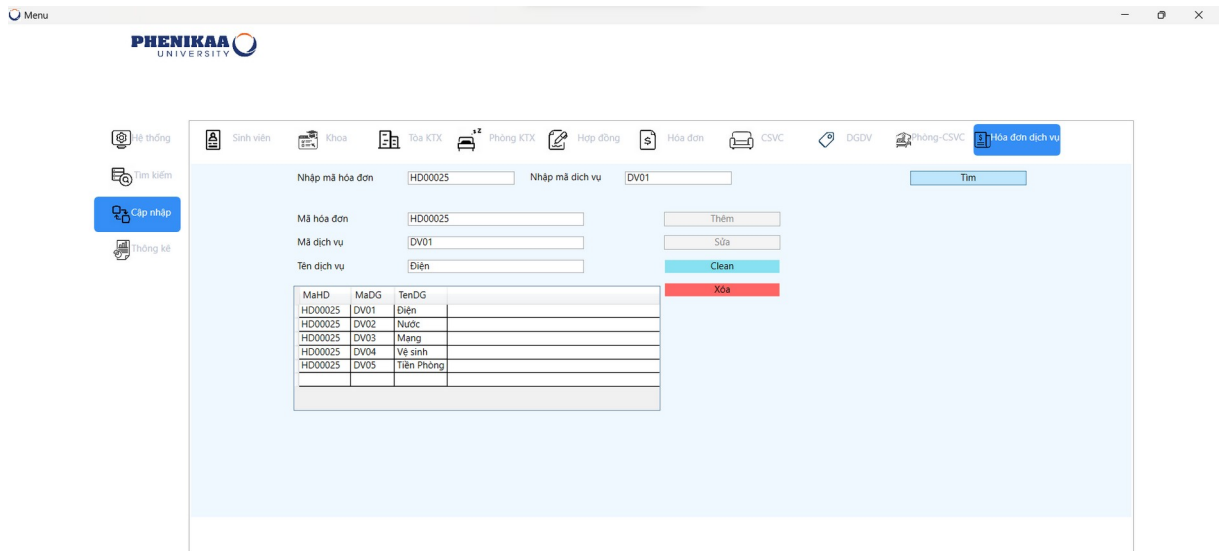 Menu
PHENIKAA
UNIVERSITY
Hệ thống
Sinh viên Khoa Tòa KTX Phòng KTX Hợp đồng Hóa đơn CSVC DGDV Phòng-CSVC Hóa đơn dịch vụ
Tìm kiếm
Cập nhập
Thống kê
Nhập mã hóa đơn HD00025 Nhập mã dich vụ DV01 Tìm
Mã hóa đơn HD00025 Thêm
Mã dịch vụ DV01 Sửa
Tên dịch vụ Điện Clean
Xóa
MaHD MaDG TenDG
HD00025 DV01 Điện
HD00025 DV02 Nước
HD00025 DV03 Mạng
HD00025 DV04 Vệ sinh
HD00025 DV05 Tiền Phòng